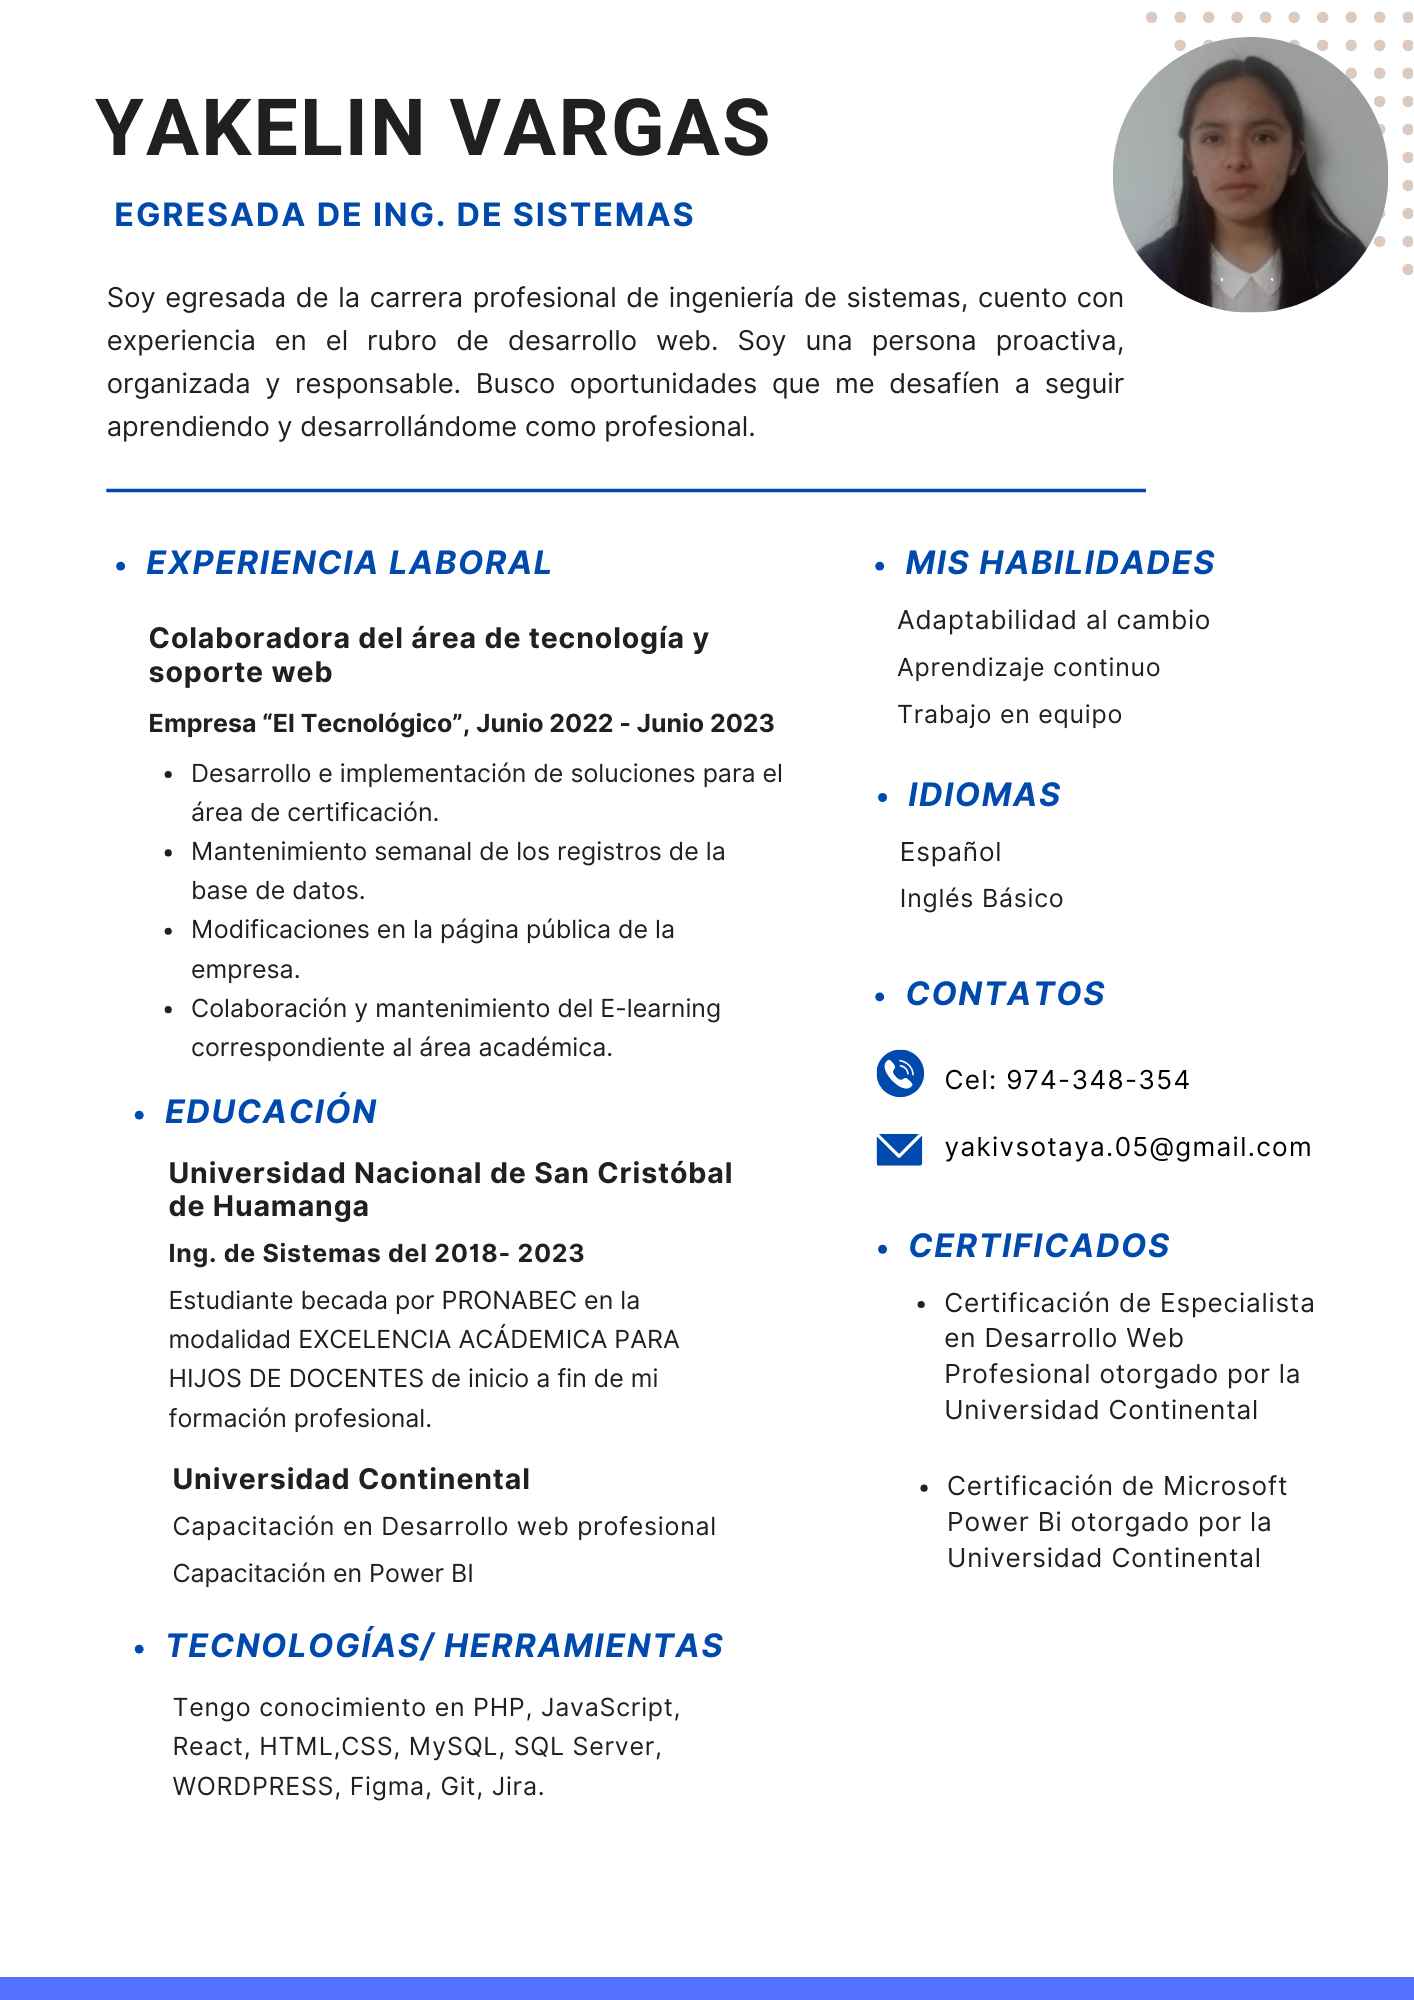 YAKELIN VARGAS
EGRESADA DE ING. DE SISTEMAS
Soy egresada de la carrera profesional de ingeniería de sistemas, cuento con
experiencia en el rubro de desarrollo web. Soy una persona proactiva,
organizada y responsable. Busco oportunidades que me desafíen a seguir
aprendiendo y desarrollándome como profesional.
• EXPERIENCIA LABORAL
Colaboradora del área de tecnología y
soporte web
Empresa “El Tecnológico”, Junio 2022 - Junio 2023
• Desarrollo e implementación de soluciones para el
área de certificación.
• Mantenimiento semanal de los registros de la
base de datos.
• Modificaciones en la página pública de la
empresa.
• Colaboración y mantenimiento del E-learning
correspondiente al área académica.
• EDUCACIÓN
Universidad Nacional de San Cristóbal
de Huamanga
Ing. de Sistemas del 2018- 2023
Estudiante becada por PRONABEC en la
modalidad EXCELENCIA ACÁDEMICA PARA
HIJOS DE DOCENTES de inicio a fin de mi
formación profesional.
Universidad Continental
Capacitación en Desarrollo web profesional
Capacitación en Power BI
• TECNOLOGÍAS/ HERRAMIENTAS
Tengo conocimiento en PHP, JavaScript,
React, HTML,CSS, MySQL, SQL Server,
WORDPRESS, Figma, Git, Jira.
• MIS HABILIDADES
Adaptabilidad al cambio
Aprendizaje continuo
Trabajo en equipo
• IDIOMAS
Español
Inglés Básico
• CONTATOS
Cel: 974-348-354
yakivsotaya.05@gmail.com
• CERTIFICADOS
• Certificación de Especialista
en Desarrollo Web
Profesional otorgado por la
Universidad Continental
• Certificación de Microsoft
Power Bi otorgado por la
Universidad Continental